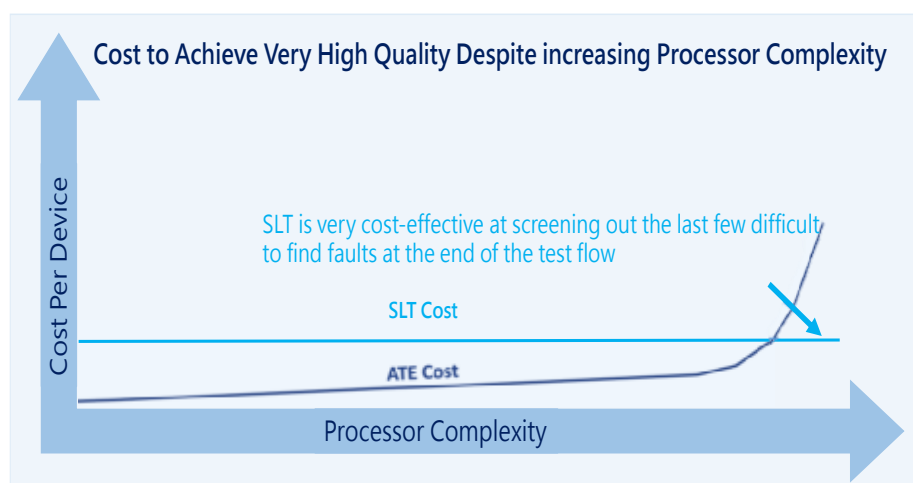 Cost to Achieve Very High Quality Despite increasing Processor Complexity
Cost Per Device
SLT is very cost-effective at screening out the last few difficult
to find faults at the end of the test flow
SLT Cost
ATE Cost
Processor Complexity